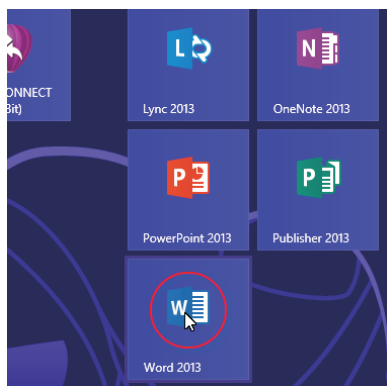 ONNECT
Bit)
L
Lync 2013
N
OneNote 2013
P
PowerPoint 2013
P
Publisher 2013
W
Word 2013